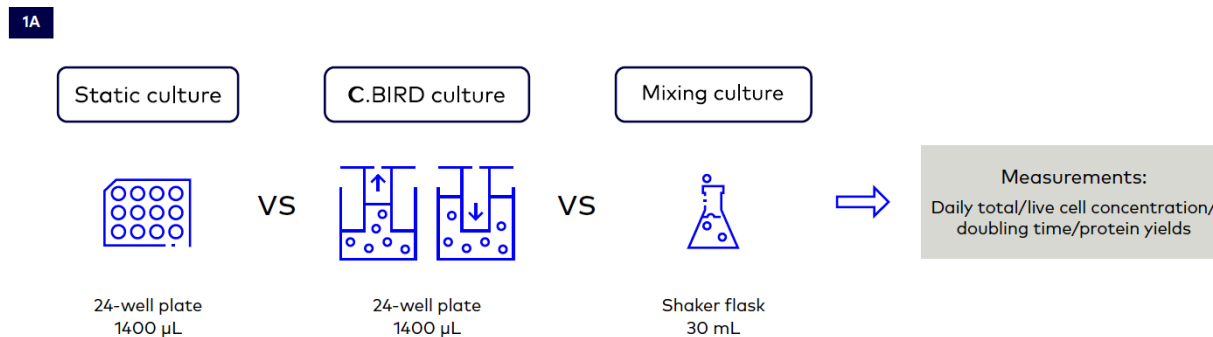 1A
Static culture
C.BIRD culture
Mixing culture
VS
VS
Measurements:
Daily total/live cell concentration/
doubling time/protein yields
24-well plate
1400 µL
24-well plate
1400 µL
Shaker flask
30 mL